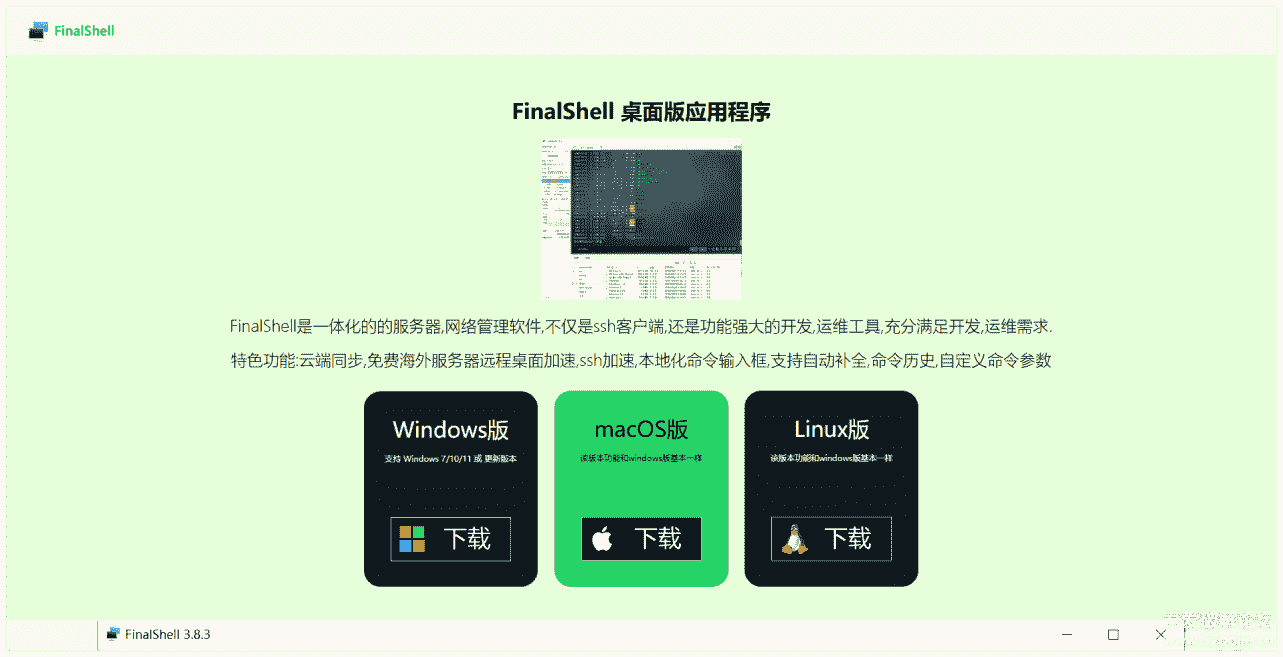 FinalShell
FinalShell 桌面版应用程序
FinalShell是一体化的的服务器,网络管理软件,不仅是ssh客户端,还是功能强大的开发,运维工具,充分满足开发,运维需求.
特色功能:云端同步,免费海外服务器远程桌面加速,ssh加速,本地化命令输入框,支持自动补全,命令历史,自定义命令参数
Windows版
支持 Windows 7/10/11 或 更新版本
下载
macOS版
该版本功能和windows版基本一样
下载
Linux版
该版本功能和windows版基本一样
下载
FinalShell 3.8.3